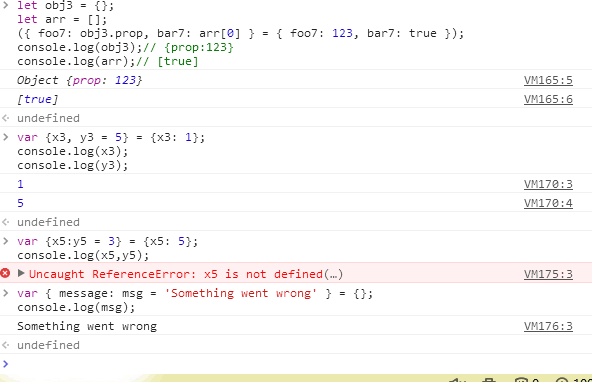 let obj3 = {};
let arr = [];
({ foo7: obj3.prop, bar7: arr[0] } = { foo7: 123, bar7: true });
console.log(obj3);// {prop:123}
console.log(arr);// [true]
Object {prop: 123} VM165:5
[true] VM165:6
undefined
var {x3, y3 = 5} = {x3: 1};
console.log(x3);
console.log(y3);
1 VM170:3
5 VM170:4
undefined
var {x5:y5 = 3} = {x5: 5};
console.log(x5,y5);
Uncaught ReferenceError: x5 is not defined(…) VM175:3
var { message: msg = 'Something went wrong' } = {};
console.log(msg);
Something went wrong VM176:3
undefined